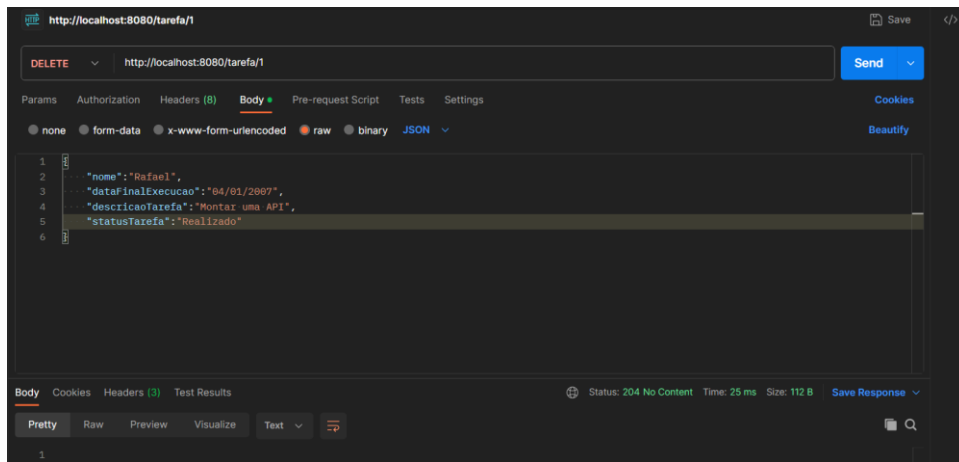 HTTP http://localhost:8080/tarefa/1 Save </>
DELETE http://localhost:8080/tarefa/1 Send
Params Authorization Headers (8) Body Pre-request Script Tests Settings Cookies
none form-data x-www-form-urlencoded raw binary JSON Beautify
1 {
2 "nome":"Rafael",
3 "dataFinalExecucao":"04/01/2007",
4 "descricaoTarefa":"Montar uma API",
5 "statusTarefa":"Realizado"
6 }
Body Cookies Headers (3) Test Results Status: 204 No Content Time: 25 ms Size: 112 B Save Response
Pretty Raw Preview Visualize Text
1